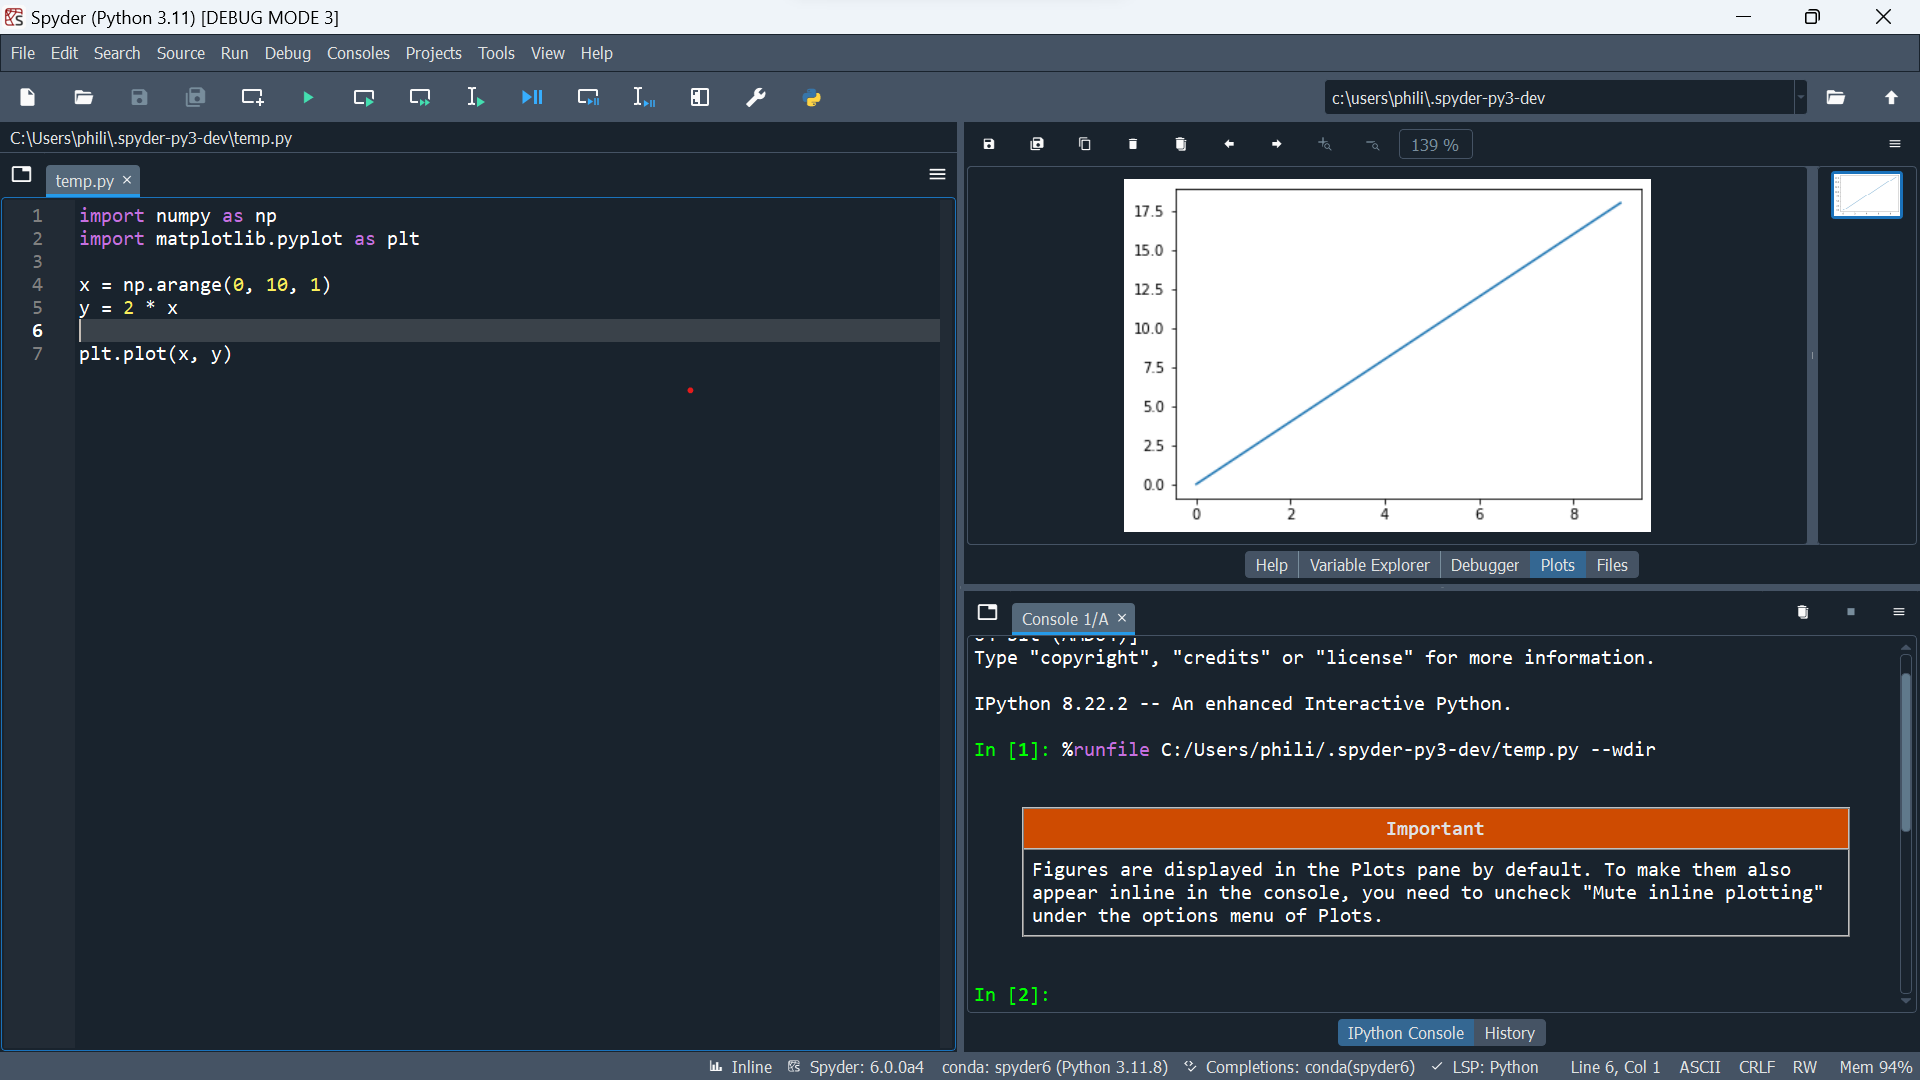 Spyder (Python 3.11) [DEBUG MODE 3]
File Edit Search Source Run Debug Consoles Projects Tools View Help
c:\users\phili\.spyder-py3-dev
C:\Users\phili\.spyder-py3-dev\temp.py
temp.py
1 import numpy as np
2 import matplotlib.pyplot as plt
3
4 x = np.arange(0, 10, 1)
5 y = 2 * x
6
7 plt.plot(x, y)
139 %
17.5
15.0
12.5
10.0
7.5
5.0
2.5
0.0
0 2 4 6 8
Help Variable Explorer Debugger Plots Files
Console 1/A
Type "copyright", "credits" or "license" for more information.
IPython 8.22.2 -- An enhanced Interactive Python.
In [1]: %runfile C:/Users/phili/.spyder-py3-dev/temp.py --wdir
Important
Figures are displayed in the Plots pane by default. To make them also
appear inline in the console, you need to uncheck "Mute inline plotting"
under the options menu of Plots.
In [2]:
IPython Console History
Inline Spyder: 6.0.0a4 conda: spyder6 (Python 3.11.8) Completions: conda(spyder6) LSP: Python Line 6, Col 1 ASCII CRLF RW Mem 94%